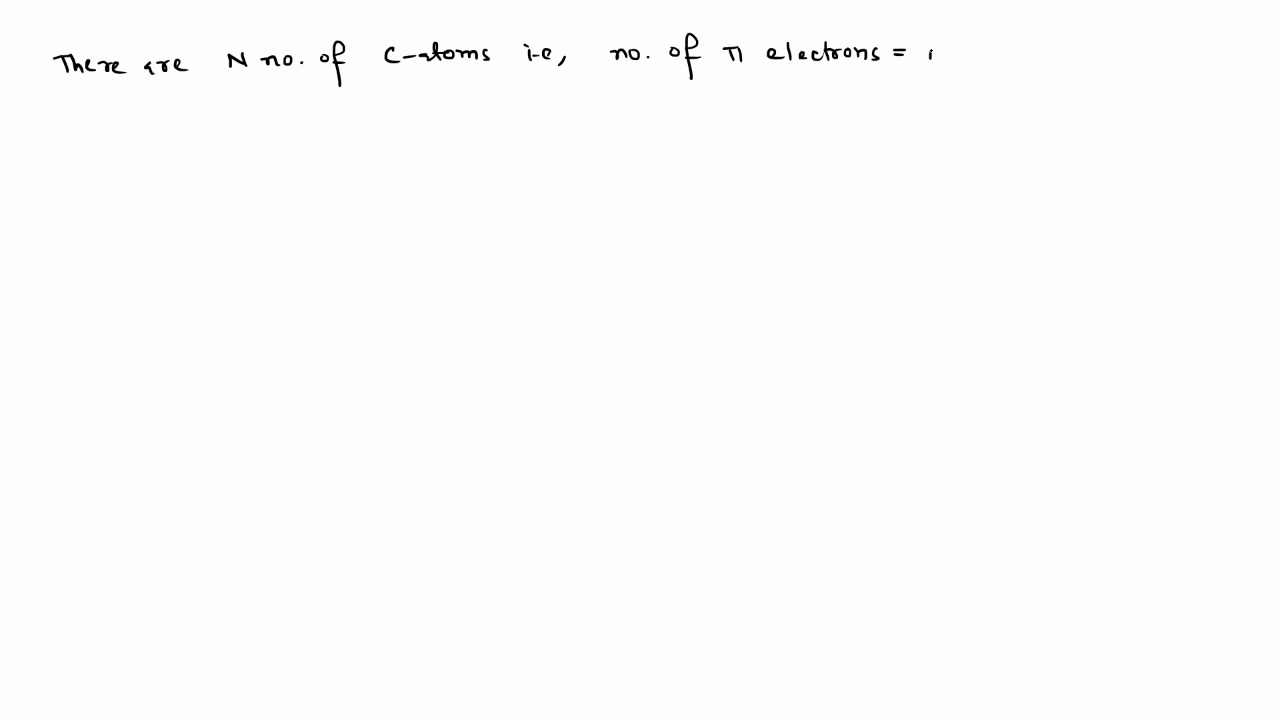 There are N no. of C-atoms i.e, no. of π electrons =